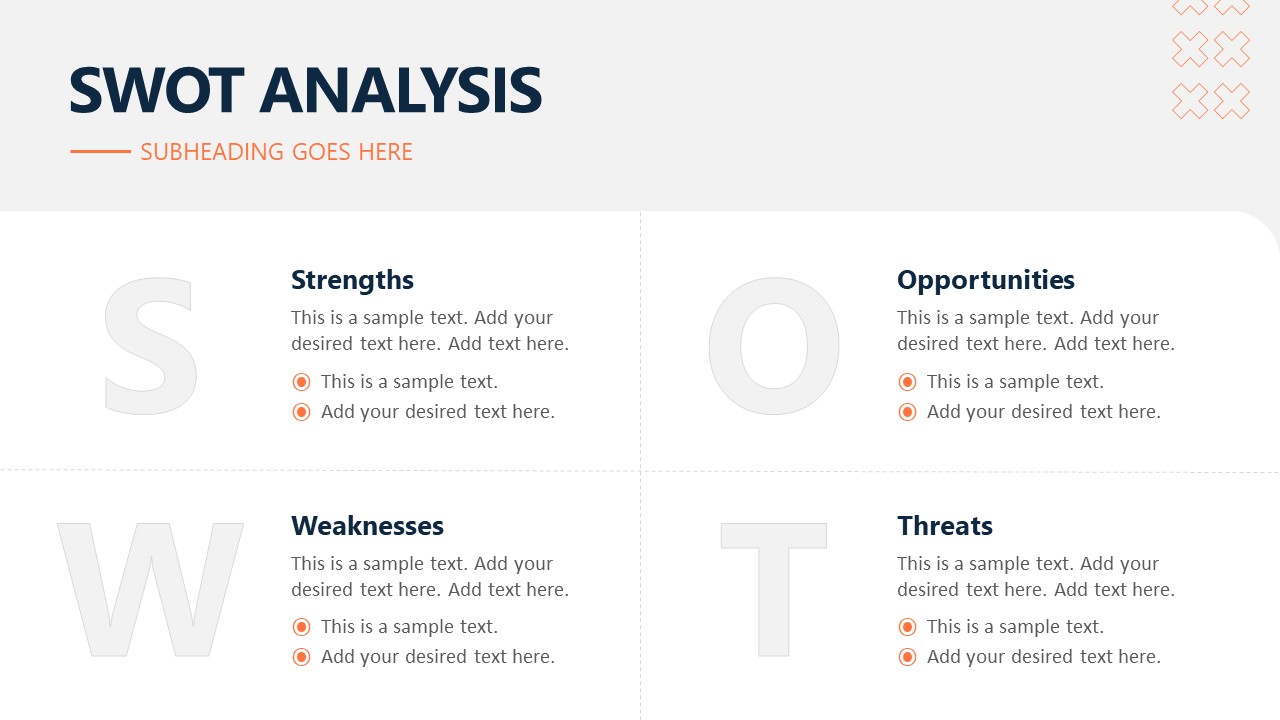 SWOT ANALYSIS
SUBHEADING GOES HERE
S
Strengths
This is a sample text. Add your
desired text here. Add text here.
This is a sample text.
Add your desired text here.
O
Opportunities
This is a sample text. Add your
desired text here. Add text here.
This is a sample text.
Add your desired text here.
W
Weaknesses
This is a sample text. Add your
desired text here. Add text here.
This is a sample text.
Add your desired text here.
T
Threats
This is a sample text. Add your
desired text here. Add text here.
This is a sample text.
Add your desired text here.